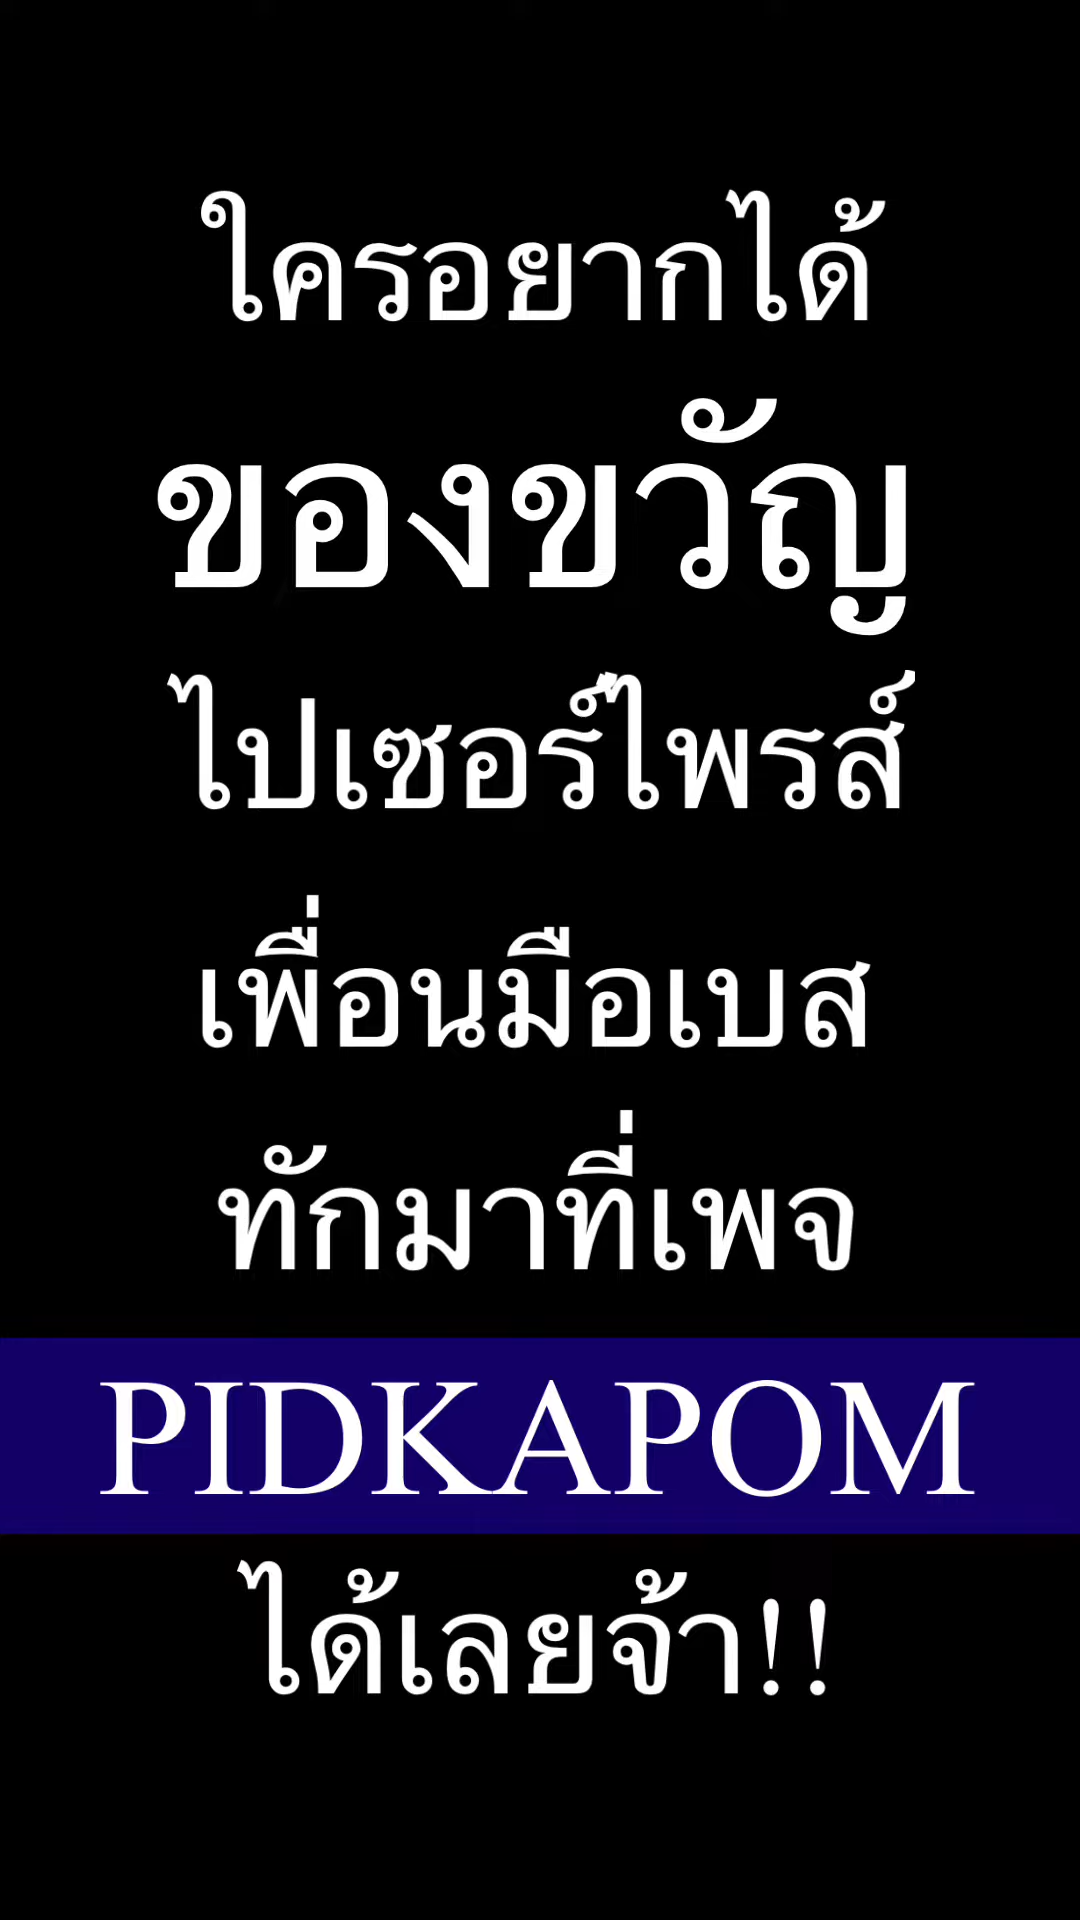 ใครอยากได้
ของขวัญ
ไปเซอร์ไพรส์
เพื่อนมือเบส
ทักมาที่เพจ
PIDKAPOM
ได้เลยจ้า!!